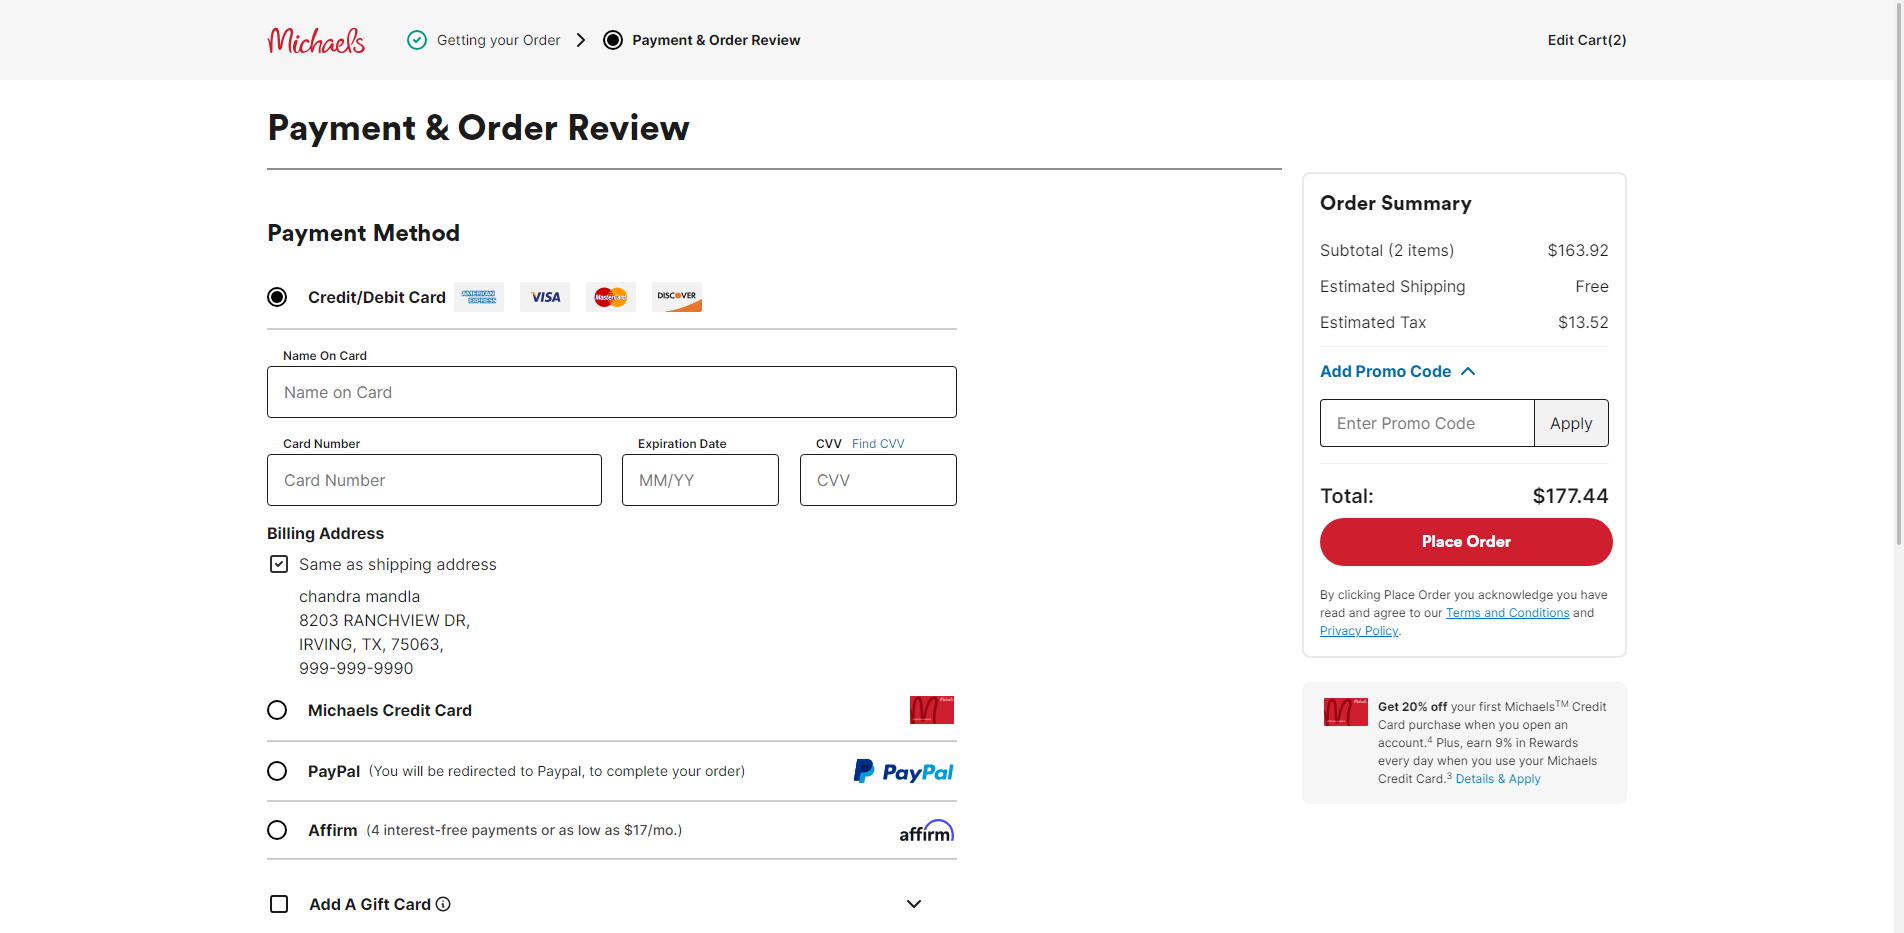 Michaels
Getting your Order
Payment & Order Review
Edit Cart(2)
Payment & Order Review
Payment Method
Credit/Debit Card
AMERICAN EXPRESS
VISA
MasterCard
DISCOVER
Name On Card
Name on Card
Card Number
Expiration Date
CVV Find CVV
Card Number
MM/YY
CVV
Billing Address
Same as shipping address
chandra mandla
8203 RANCHVIEW DR,
IRVING, TX, 75063,
999-999-9990
Michaels Credit Card
PayPal (You will be redirected to Paypal, to complete your order)
PayPal
Affirm (4 interest-free payments or as low as $17/mo.)
affirm
Add A Gift Card
Order Summary
Subtotal (2 items) $163.92
Estimated Shipping Free
Estimated Tax $13.52
Add Promo Code
Enter Promo Code Apply
Total: $177.44
Place Order
By clicking Place Order you acknowledge you have
read and agree to our Terms and Conditions and
Privacy Policy.
Get 20% off your first Michaels™ Credit
Card purchase when you open an
account.⁴ Plus, earn 9% in Rewards
every day when you use your Michaels
Credit Card.³ Details & Apply